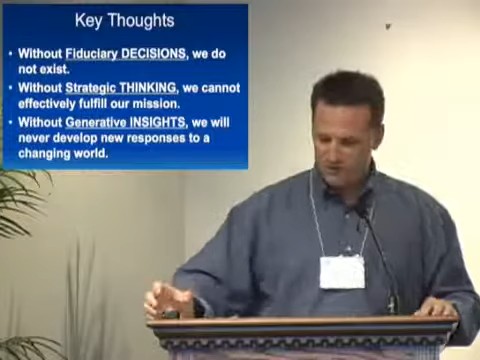 Key Thoughts
• Without Fiduciary DECISIONS, we do
not exist.
• Without Strategic THINKING, we cannot
effectively fulfill our mission.
• Without Generative INSIGHTS, we will
never develop new responses to a
changing world.